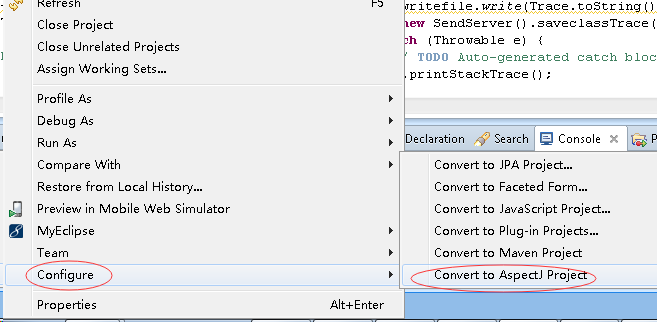 Refresh F5
Close Project
Close Unrelated Projects
Assign Working Sets...
Profile As
Debug As
Run As
Compare With
Restore from Local History...
Preview in Mobile Web Simulator
MyEclipse
Team
Configure
Properties Alt+Enter
writefile.write(Trace.toString()
new SendServer().saveclassTrace(
ch (Throwable e) {
TODO Auto-generated catch bloc
.printStackTrace();
Declaration Search Console
Convert to JPA Project...
Convert to Faceted Form...
Convert to JavaScript Project...
Convert to Plug-in Projects...
Convert to Maven Project
Convert to AspectJ Project